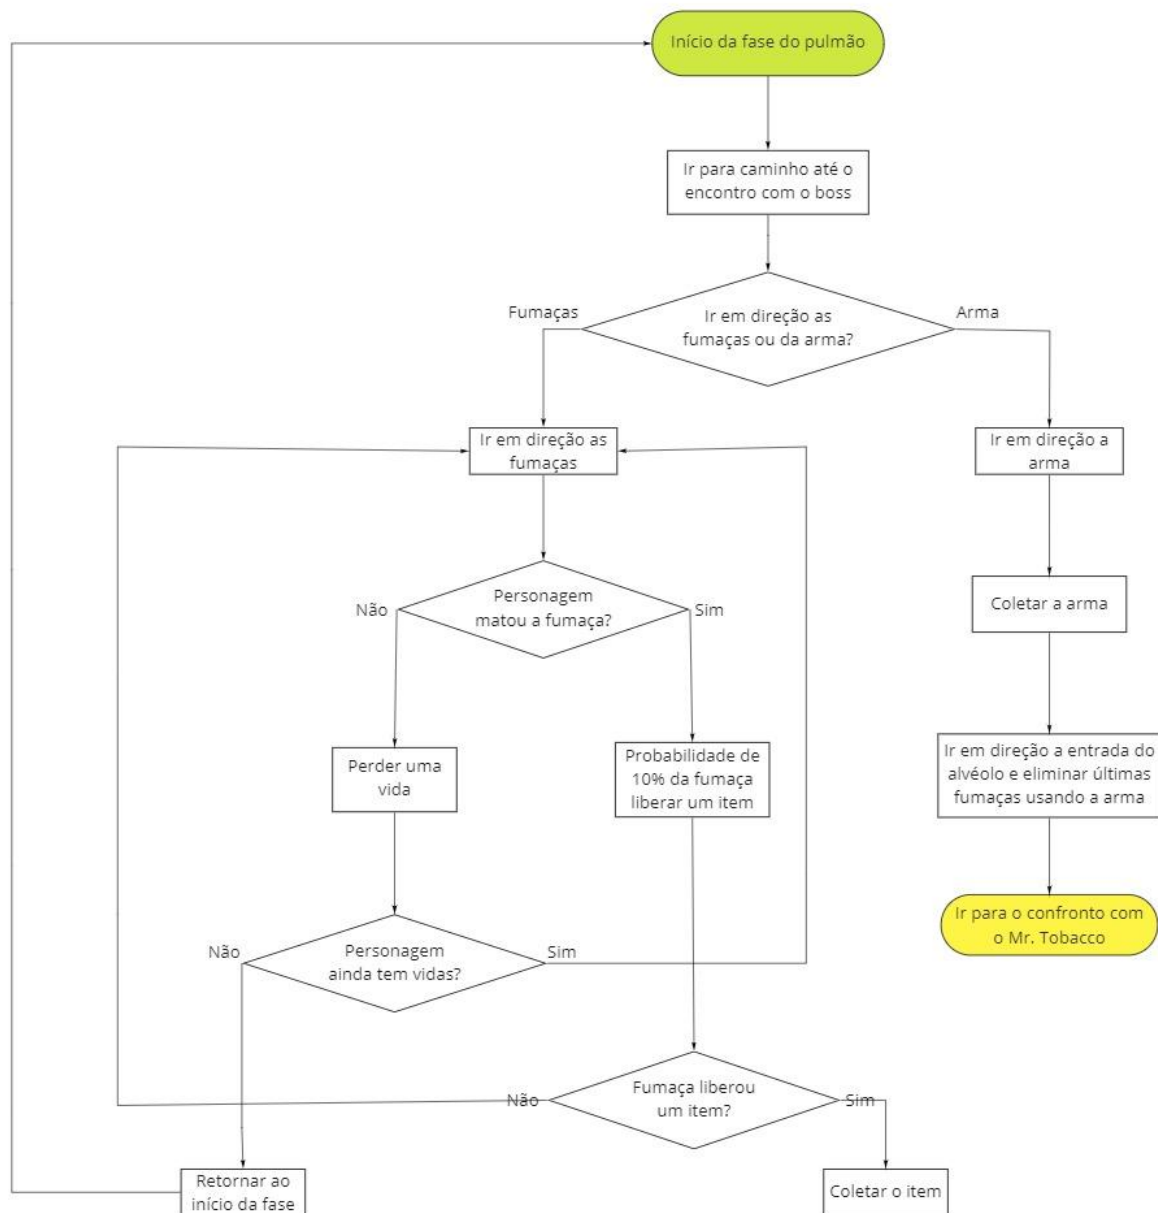 Início da fase do pulmão
Ir para caminho até o
encontro com o boss
Fumaças
Ir em direção as
fumaças ou da arma?
Arma
Ir em direção as
fumaças
Ir em direção a
arma
Não
Personagem
matou a fumaça?
Sim
Coletar a arma
Perder uma
vida
Probabilidade de
10% da fumaça
liberar um item
Ir em direção a entrada do
alvéolo e eliminar últimas
fumaças usando a arma
Ir para o confronto com
o Mr. Tobacco
Não
Personagem
ainda tem vidas?
Sim
Não
Fumaça liberou
um item?
Sim
Retornar ao
início da fase
Coletar o item